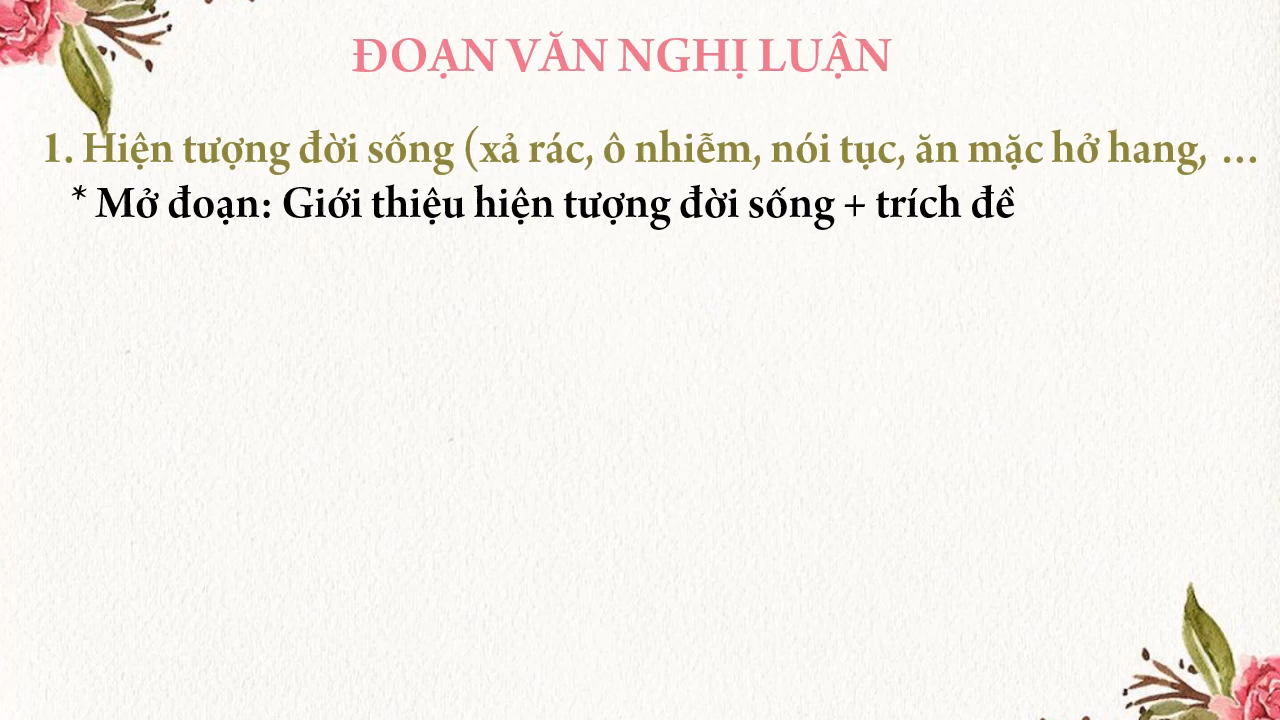 ĐOẠN VĂN NGHỊ LUẬN
1. Hiện tượng đời sống (xả rác, ô nhiễm, nói tục, ăn mặc hở hang, ...
* Mở đoạn: Giới thiệu hiện tượng đời sống + trích đề